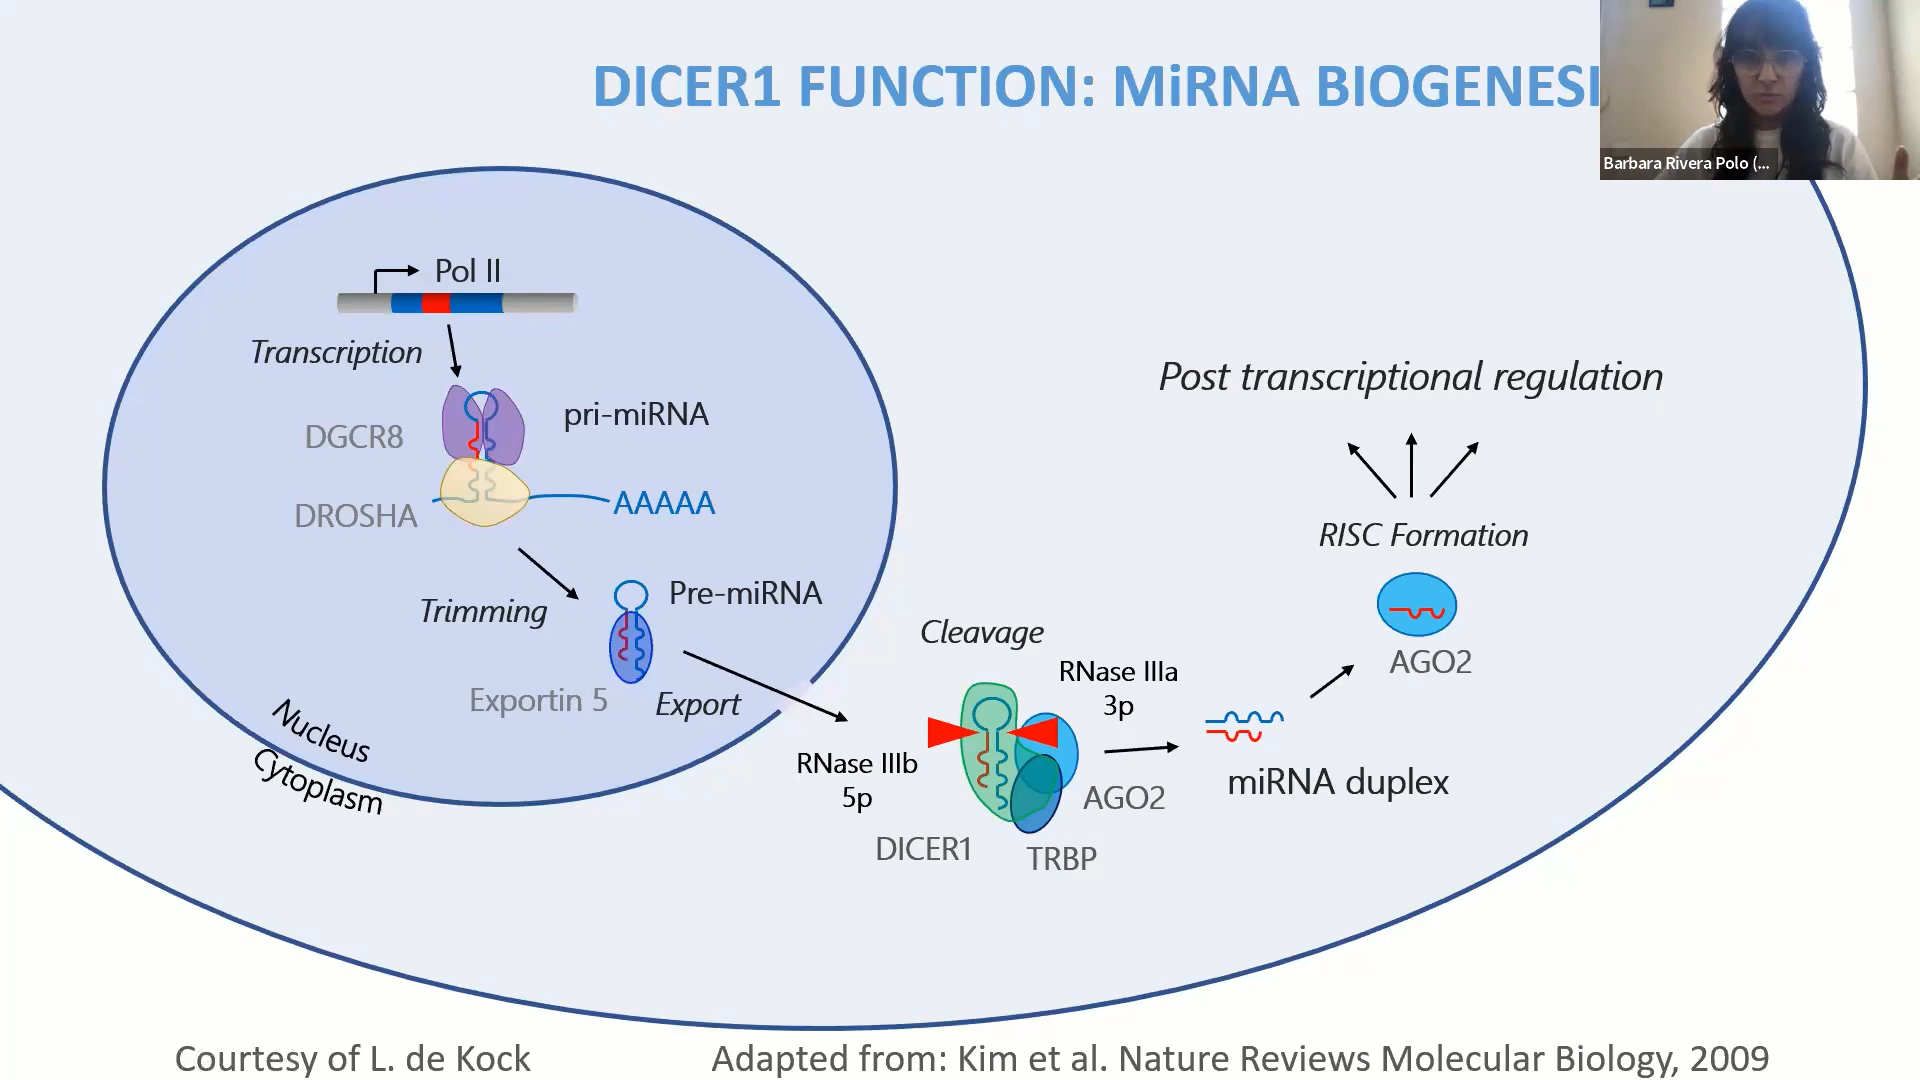 DICER1 FUNCTION: MiRNA BIOGENESI
Barbara Rivera Polo (...
Pol II
Transcription
pri-miRNA
DGCR8
DROSHA
AAAAA
Trimming
Pre-miRNA
Exportin 5
Export
Nucleus
Cytoplasm
Cleavage
RNase IIIa
3p
RNase IIIb
5p
DICER1
TRBP
AGO2
miRNA duplex
AGO2
RISC Formation
Post transcriptional regulation
Courtesy of L. de Kock
Adapted from: Kim et al. Nature Reviews Molecular Biology, 2009